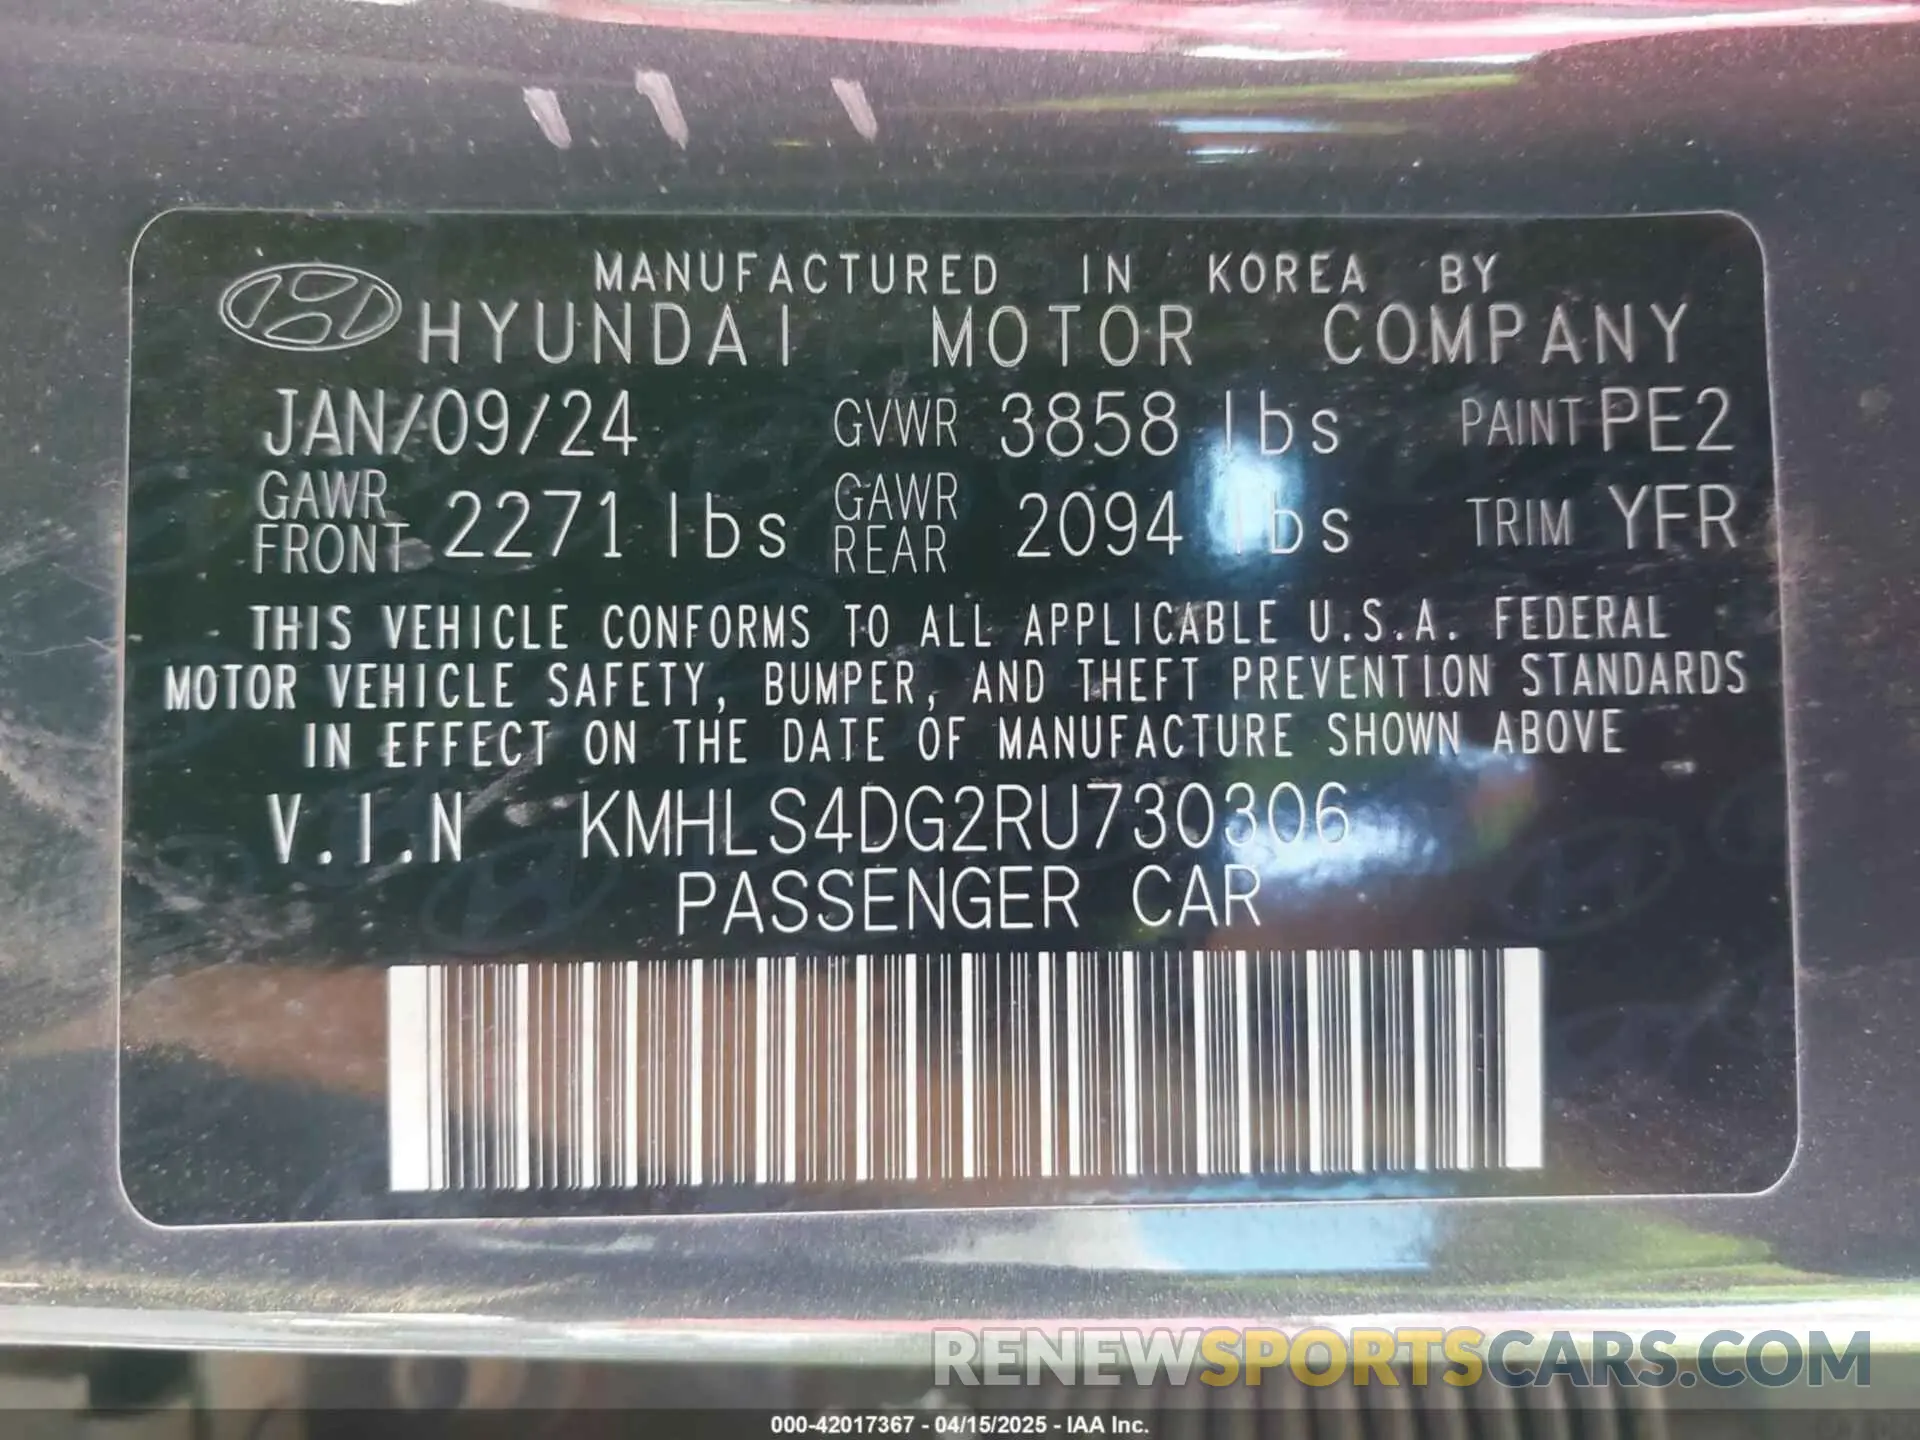 MANUFACTURED IN KOREA BY
HYUNDAI MOTOR COMPANY
JAN/09/24 GVWR 3858 lbs PAINT PE2
GAWR FRONT 2271 lbs GAWR REAR 2094 lbs TRIM YFR
THIS VEHICLE CONFORMS TO ALL APPLICABLE U.S.A. FEDERAL
MOTOR VEHICLE SAFETY, BUMPER, AND THEFT PREVENTION STANDARDS
IN EFFECT ON THE DATE OF MANUFACTURE SHOWN ABOVE
V.I.N KMHLS4DG2RU730306
PASSENGER CAR
RENEWSPORTSCARS.COM
000-42017367 - 04/15/2025 - IAA Inc.